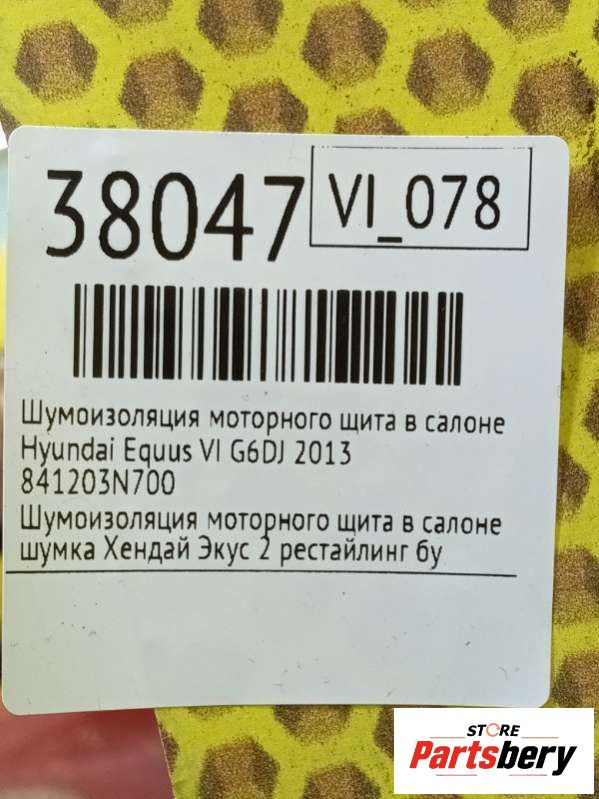 38047
VI_078
Шумоизоляция моторного щита в салоне
Hyundai Equus VI G6DJ 2013
841203N700
Шумоизоляция моторного щита в салоне
шумка Хендай Экус 2 рестайлинг бу
STORE
Partsbery